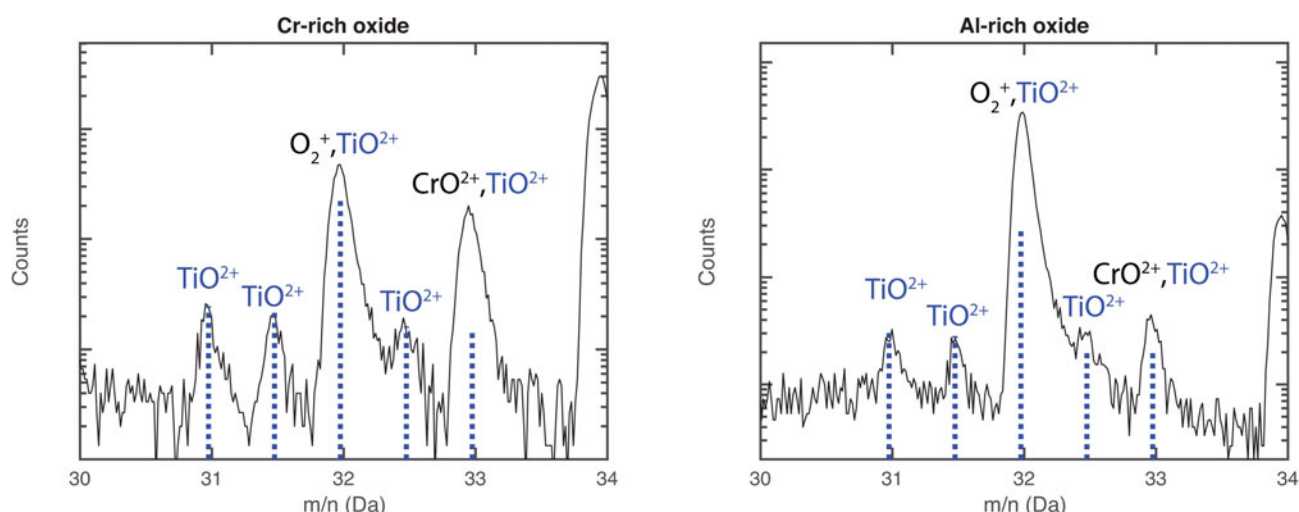 Cr-rich oxide
O₂⁺,TiO²⁺
CrO²⁺,TiO²⁺
TiO²⁺
TiO²⁺
TiO²⁺
Counts
30 31 32 33 34
m/n (Da)
Al-rich oxide
O₂⁺,TiO²⁺
CrO²⁺,TiO²⁺
TiO²⁺
TiO²⁺
TiO²⁺
Counts
30 31 32 33 34
m/n (Da)